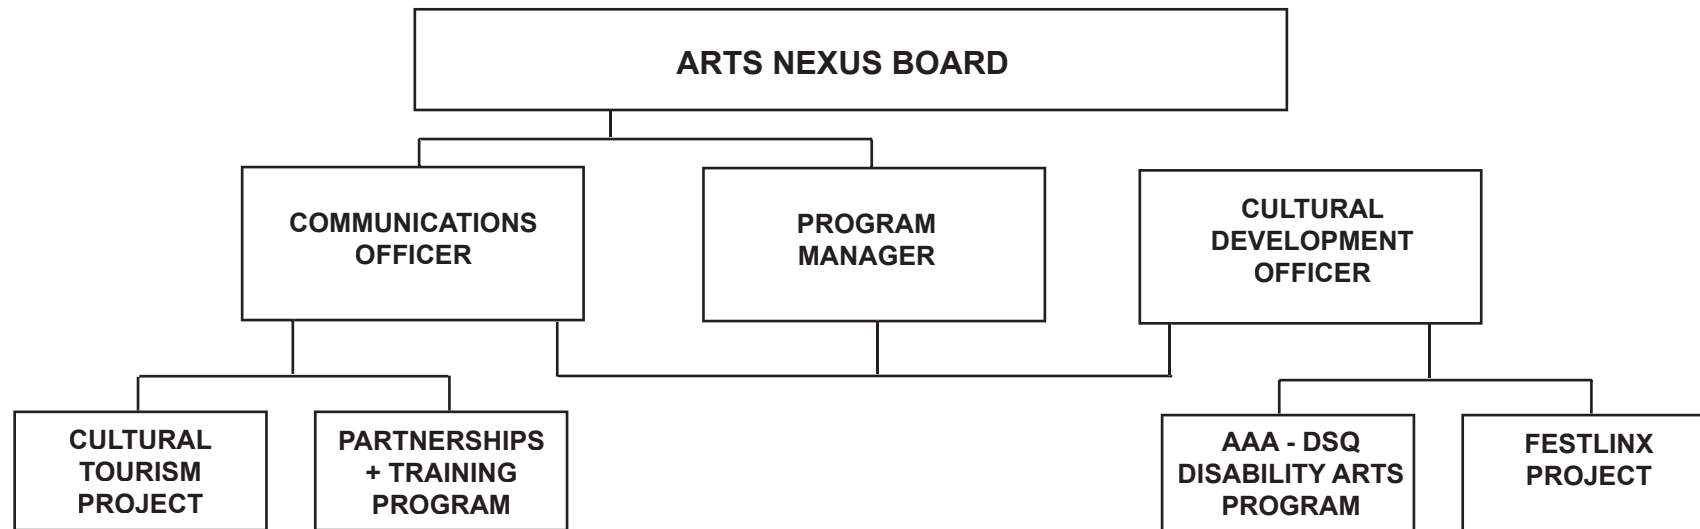 ARTS NEXUS BOARD
COMMUNICATIONS
OFFICER
PROGRAM
MANAGER
CULTURAL
DEVELOPMENT
OFFICER
CULTURAL
TOURISM
PROJECT
PARTNERSHIPS
+ TRAINING
PROGRAM
AAA - DSQ
DISABILITY ARTS
PROGRAM
FESTLINX
PROJECT